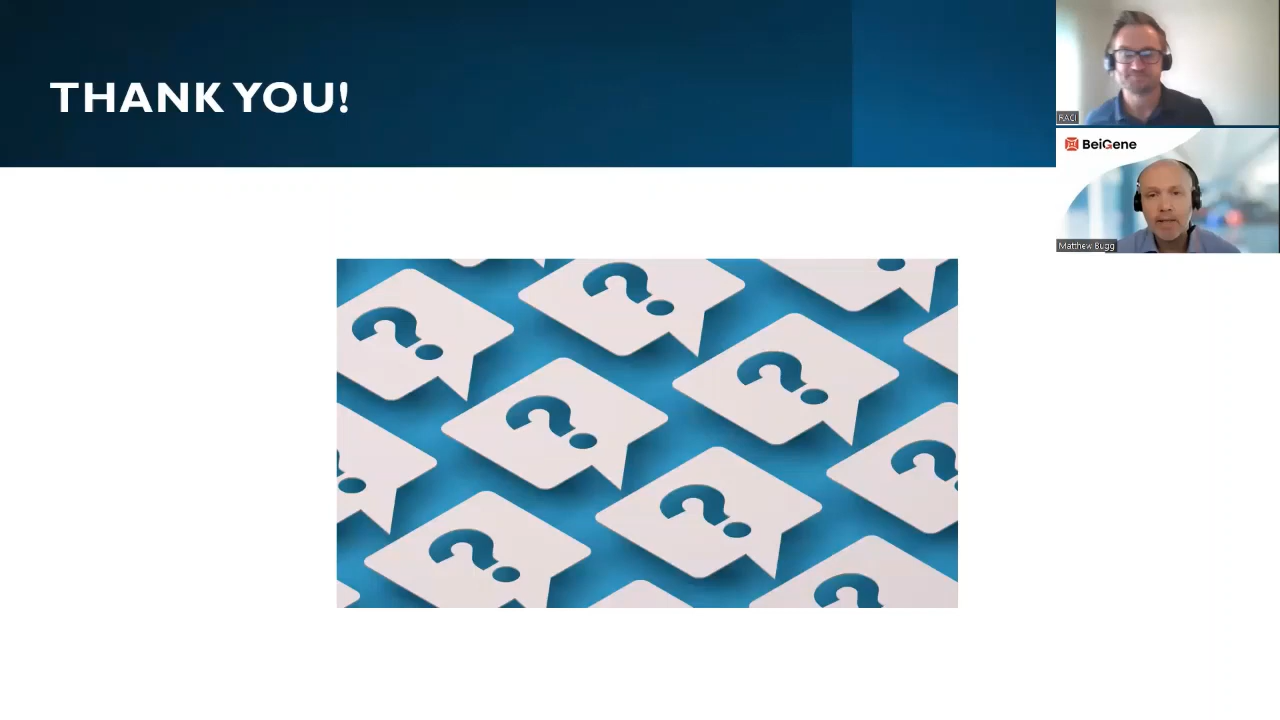 THANK YOU!
RACI
BeiGene
Matthew Bugg
? ? ? ? ? ? ? ? ? ?